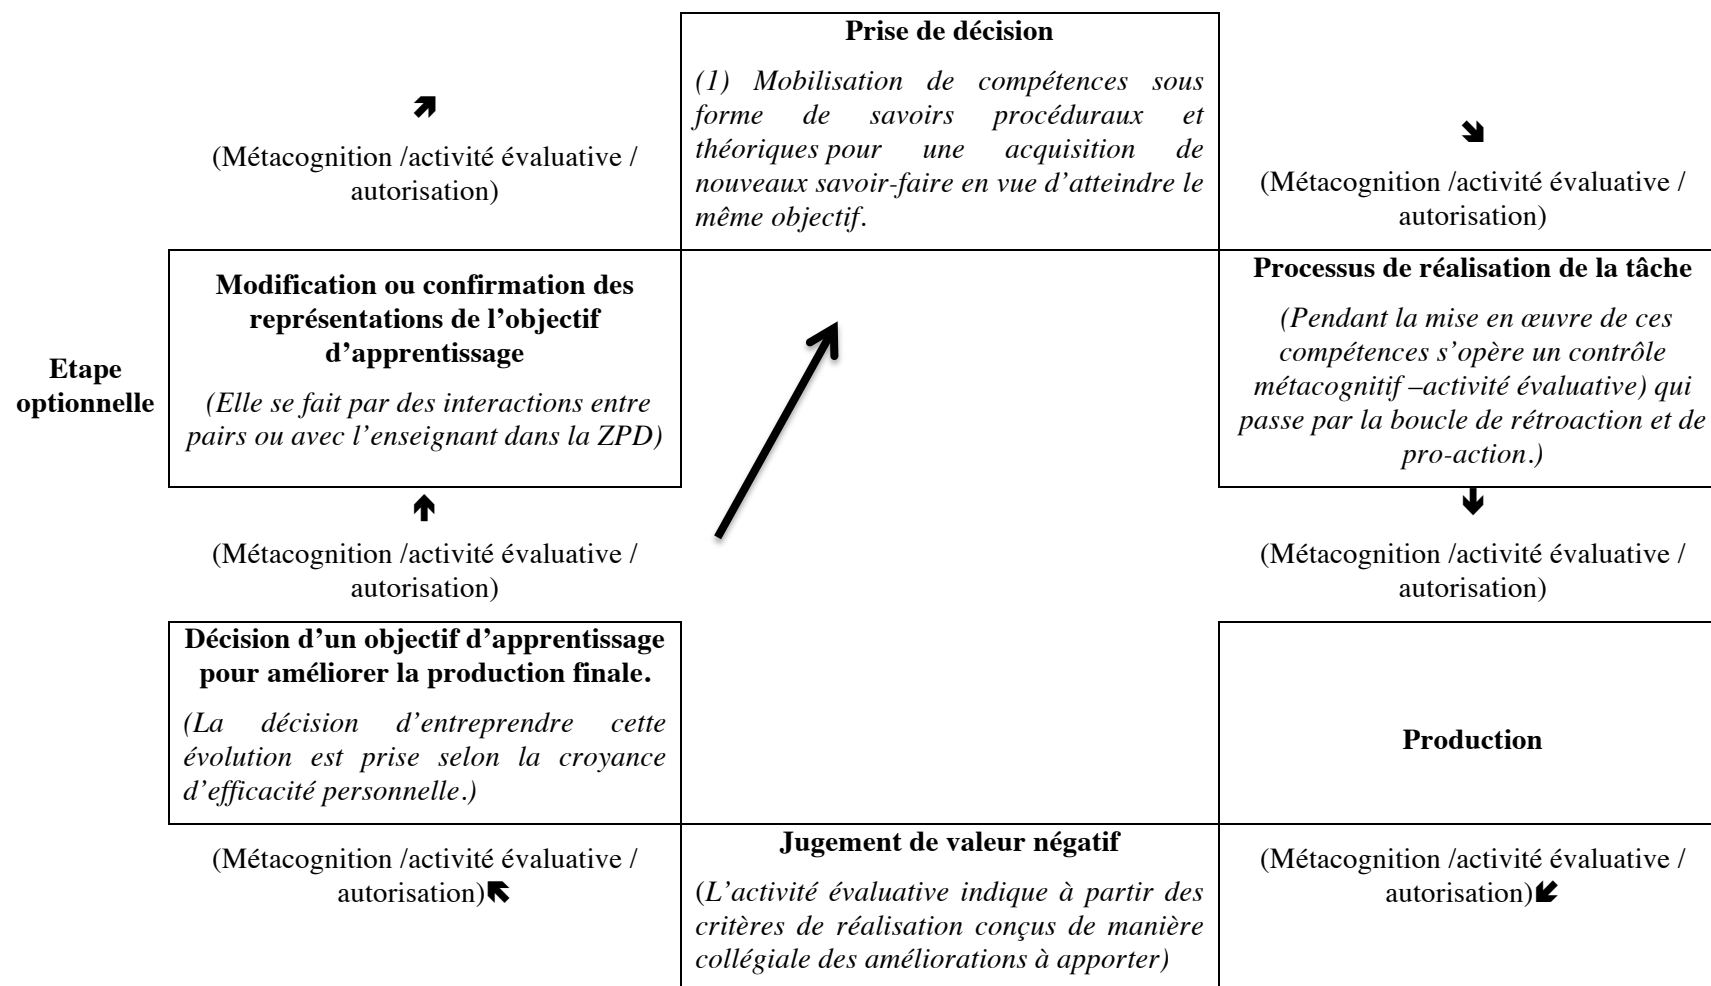 Prise de décision
(1) Mobilisation de compétences sous
forme de savoirs procéduraux et
théoriques pour une acquisition de
nouveaux savoir-faire en vue d’atteindre le
même objectif.
🡽
(Métacognition /activité évaluative /
autorisation)
🡾
(Métacognition /activité évaluative /
autorisation)
Etape
optionnelle
Modification ou confirmation des
représentations de l’objectif
d’apprentissage
(Elle se fait par des interactions entre
pairs ou avec l’enseignant dans la ZPD)
Processus de réalisation de la tâche
(Pendant la mise en œuvre de ces
compétences s’opère un contrôle
métacognitif –activité évaluative) qui
passe par la boucle de rétroaction et de
pro-action.)
🡹
(Métacognition /activité évaluative /
autorisation)
🡻
(Métacognition /activité évaluative /
autorisation)
Décision d’un objectif d’apprentissage
pour améliorer la production finale.
(La décision d’entreprendre cette
évolution est prise selon la croyance
d’efficacité personnelle.)
Production
(Métacognition /activité évaluative /
autorisation)🡼
Jugement de valeur négatif
(L’activité évaluative indique à partir des
critères de réalisation conçus de manière
collégiale des améliorations à apporter)
(Métacognition /activité évaluative /
autorisation)🡿